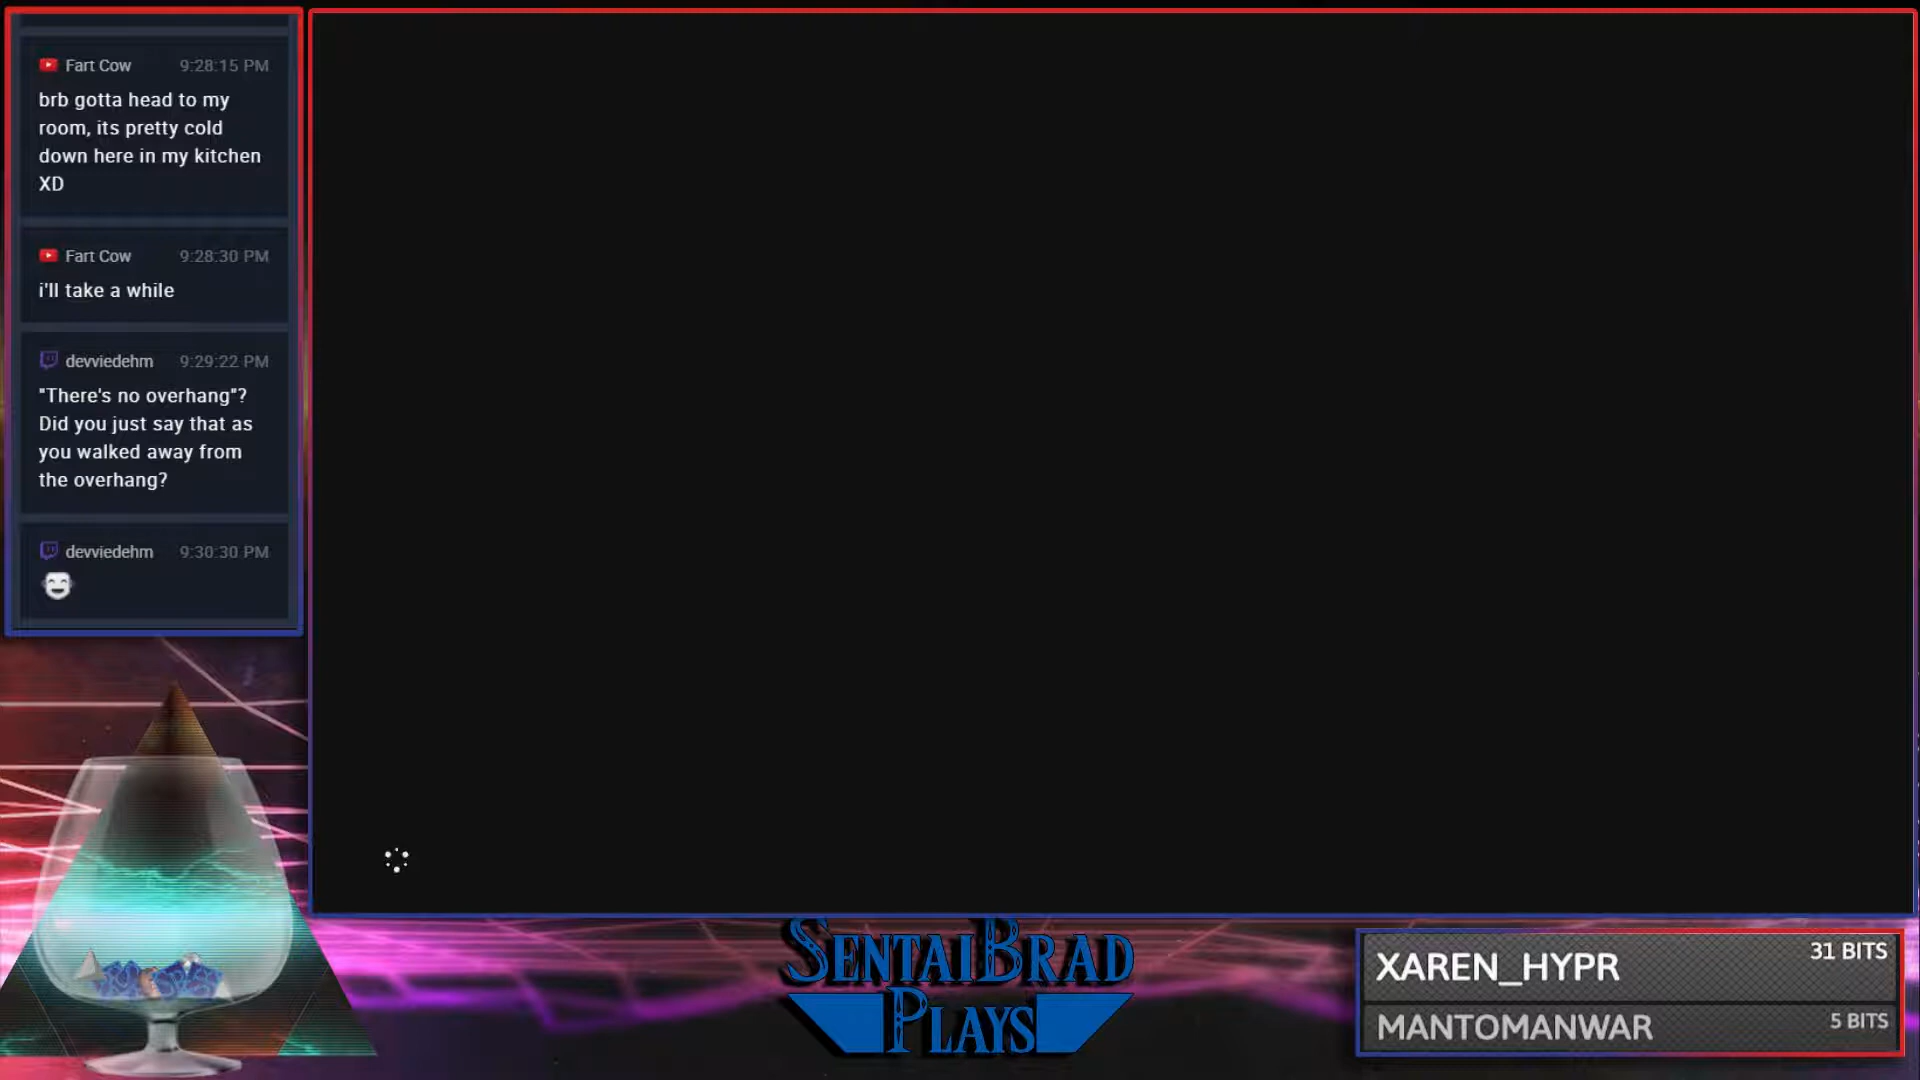 Fart Cow 9:28:15 PM
brb gotta head to my
room, its pretty cold
down here in my kitchen
XD
Fart Cow 9:28:30 PM
i'll take a while
devviedehm 9:29:22 PM
"There's no overhang"?
Did you just say that as
you walked away from
the overhang?
devviedehm 9:30:30 PM
SENTAIBRAD
PLAYS
XAREN_HYPR 31 BITS
MANTOMANWAR 5 BITS